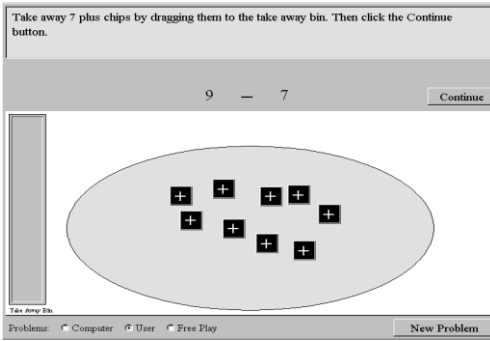 Take away 7 plus chips by dragging them to the take away bin. Then click the Continue
button.
9 — 7
Continue
+ + + + + + + + +
Take Away Bin
Problems: Computer User Free Play
New Problem